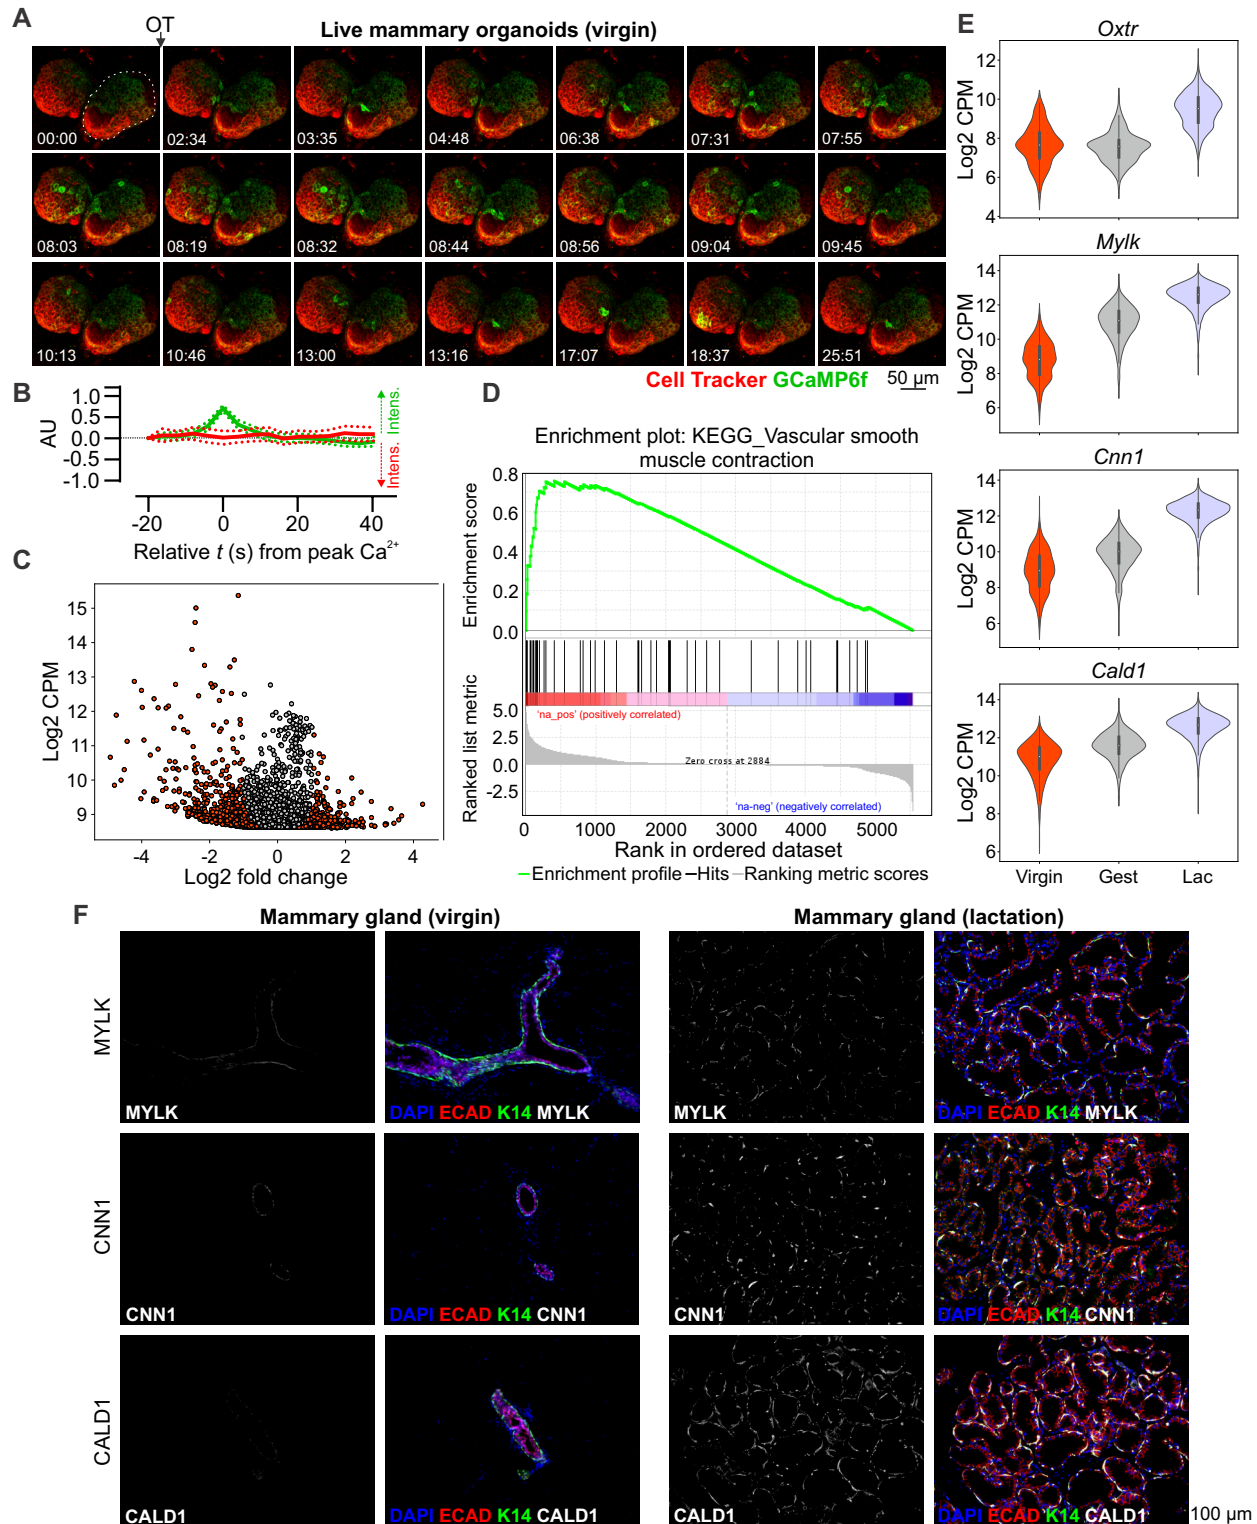 A
OT
Live mammary organoids (virgin)
00:00
02:34
03:35
04:48
06:38
07:31
07:55
08:03
08:19
08:32
08:44
08:56
09:04
09:45
10:13
10:46
13:00
13:16
17:07
18:37
25:51
Cell Tracker GCaMP6f
50 µm
B
1.0
0.5
0.0
-0.5
-1.0
AU
Intens.
Intens.
-20
0
20
40
Relative t (s) from peak Ca2+
C
15
14
13
12
11
10
9
Log2 CPM
-4
-2
0
2
4
Log2 fold change
D
Enrichment plot: KEGG_Vascular smooth
muscle contraction
0.8
0.6
0.4
0.2
0.0
Enrichment score
'na_pos' (positively correlated)
5.0
2.5
0.0
-2.5
Ranked list metric
Zero cross at 2884
'na-neg' (negatively correlated)
0
1000
2000
3000
4000
5000
Rank in ordered dataset
Enrichment profile
Hits
Ranking metric scores
E
Oxtr
12
10
8
6
4
Log2 CPM
Mylk
14
12
10
8
6
Log2 CPM
Cnn1
14
12
10
8
6
Log2 CPM
Cald1
14
12
10
8
6
Log2 CPM
Virgin
Gest
Lac
F
Mammary gland (virgin)
Mammary gland (lactation)
MYLK
MYLK
DAPI ECAD K14 MYLK
MYLK
DAPI ECAD K14 MYLK
CNN1
CNN1
DAPI ECAD K14 CNN1
CNN1
DAPI ECAD K14 CNN1
CALD1
CALD1
DAPI ECAD K14 CALD1
CALD1
DAPI ECAD K14 CALD1
100 µm